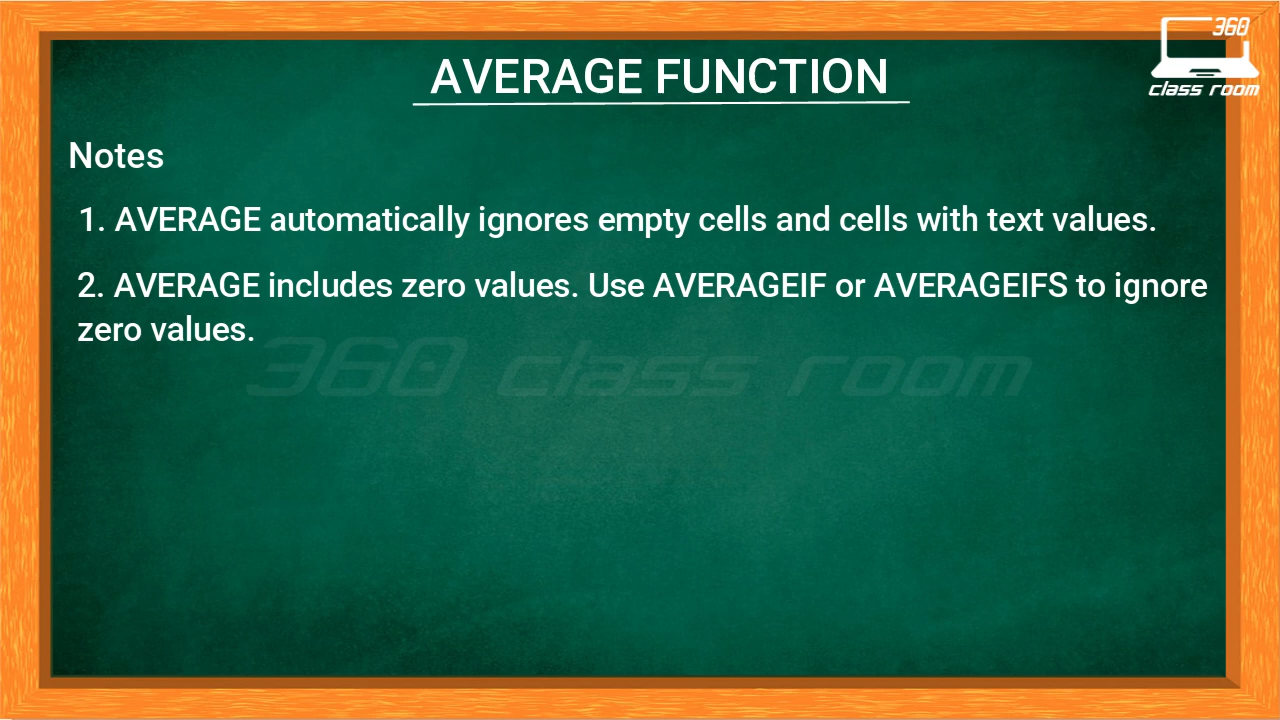 360
class room
AVERAGE FUNCTION
Notes
1. AVERAGE automatically ignores empty cells and cells with text values.
2. AVERAGE includes zero values. Use AVERAGEIF or AVERAGEIFS to ignore
zero values.
360 class room